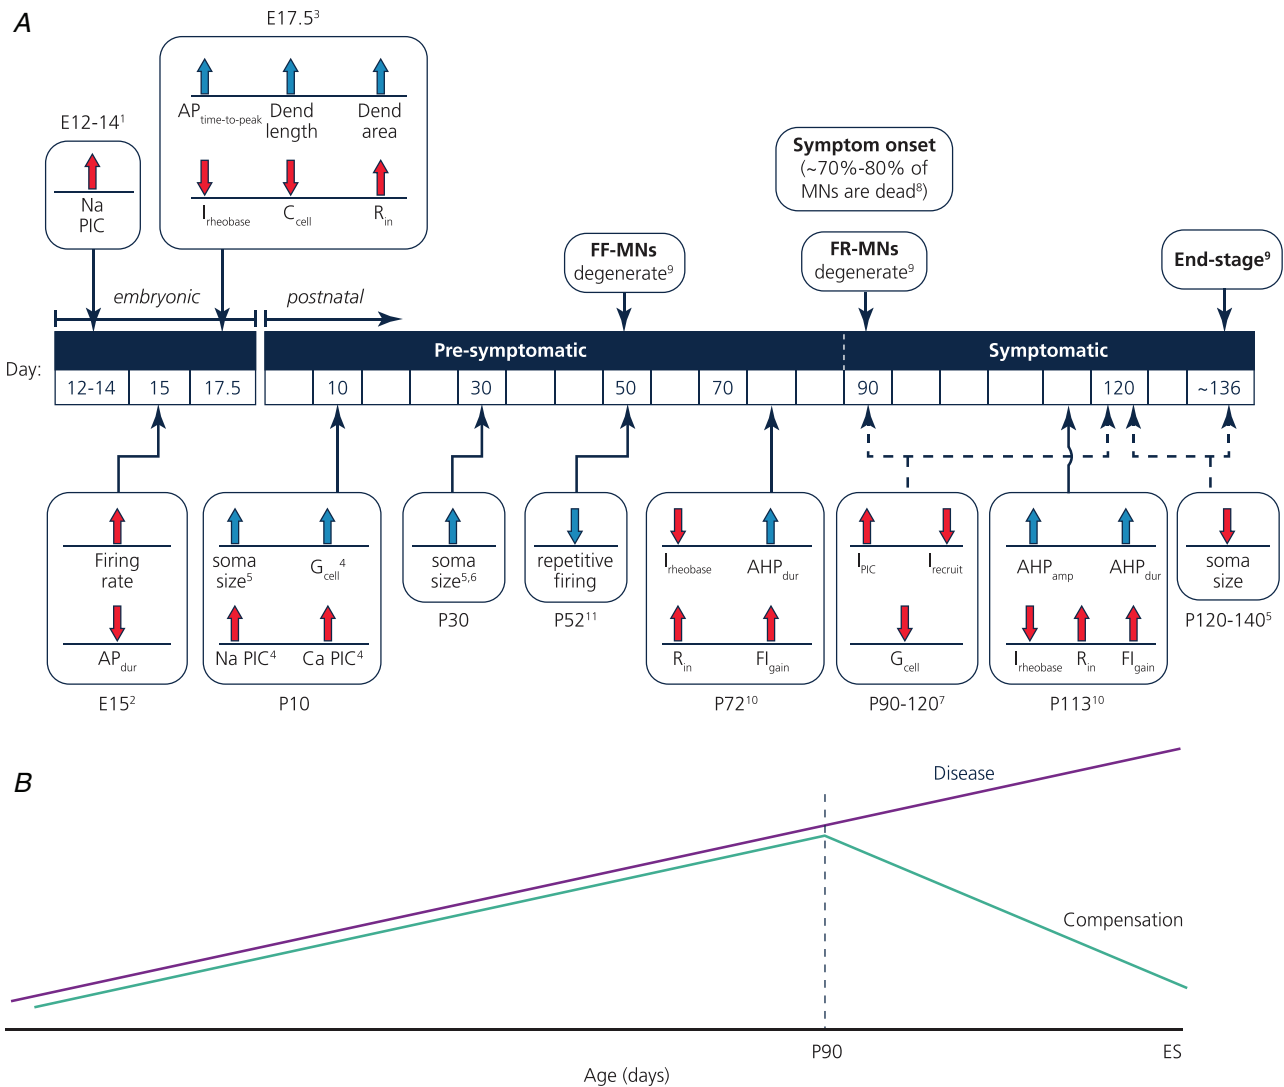 A
E17.5³
AP time-to-peak
Dend length
Dend area
I rheobase
C cell
R in
E12-14¹
Na
PIC
Symptom onset
(~70%-80% of
MNs are dead⁸)
FF-MNs
degenerate⁹
FR-MNs
degenerate⁹
End-stage⁹
embryonic
postnatal
Pre-symptomatic
Symptomatic
Day:
12-14 15 17.5 10 30 50 70 90 120 ~136
Firing
rate
AP dur
E15²
soma
size⁵
G cell⁴
Na PIC⁴
Ca PIC⁴
P10
soma
size⁵,⁶
P30
repetitive
firing
P52¹¹
I rheobase
AHP dur
R in
FI gain
P72¹⁰
I PIC
I recruit
G cell
P90-120⁷
AHP amp
AHP dur
I rheobase
R in
FI gain
P113¹⁰
soma
size
P120-140⁵
B
Disease
Compensation
P90
ES
Age (days)